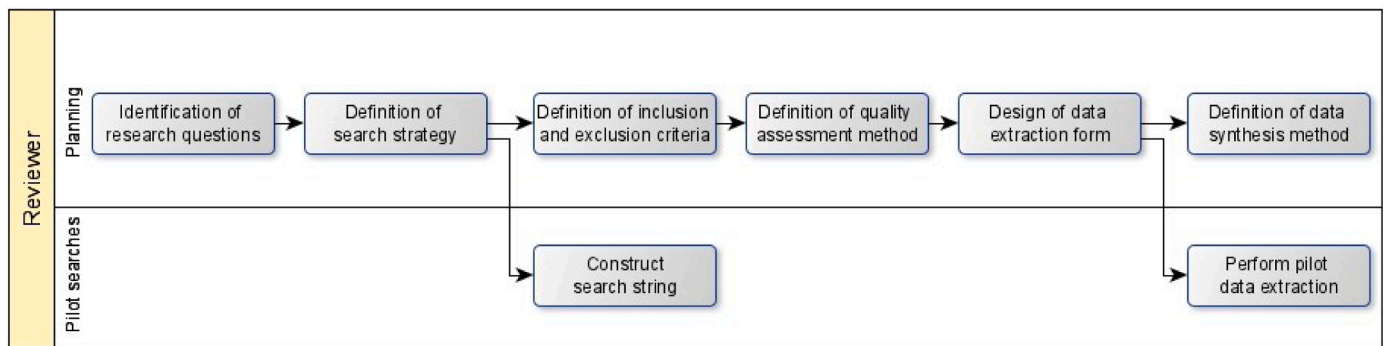 Reviewer
Planning
Identification of
research questions
Definition of
search strategy
Definition of inclusion
and exclusion criteria
Definition of quality
assessment method
Design of data
extraction form
Definition of data
synthesis method
Pilot searches
Construct
search string
Perform pilot
data extraction